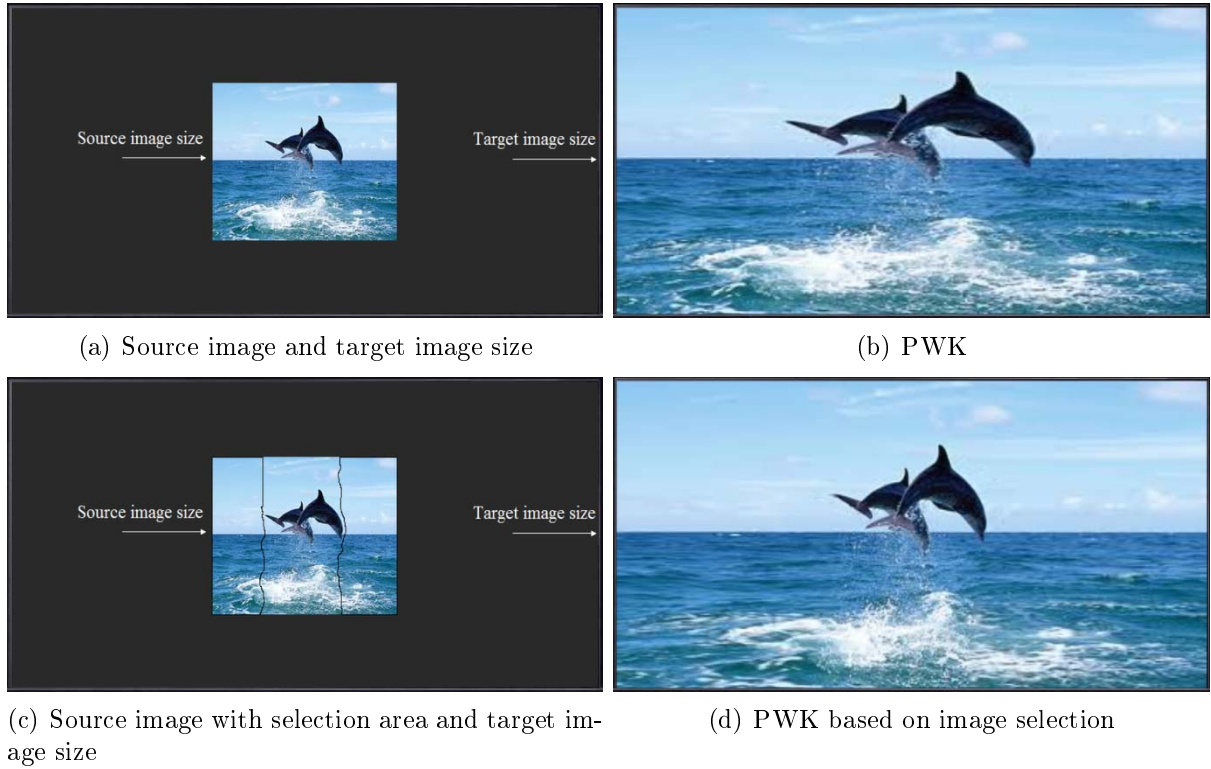 Source image size
Target image size
(a) Source image and target image size
(b) PWK
Source image size
Target image size
(c) Source image with selection area and target im-
age size
(d) PWK based on image selection